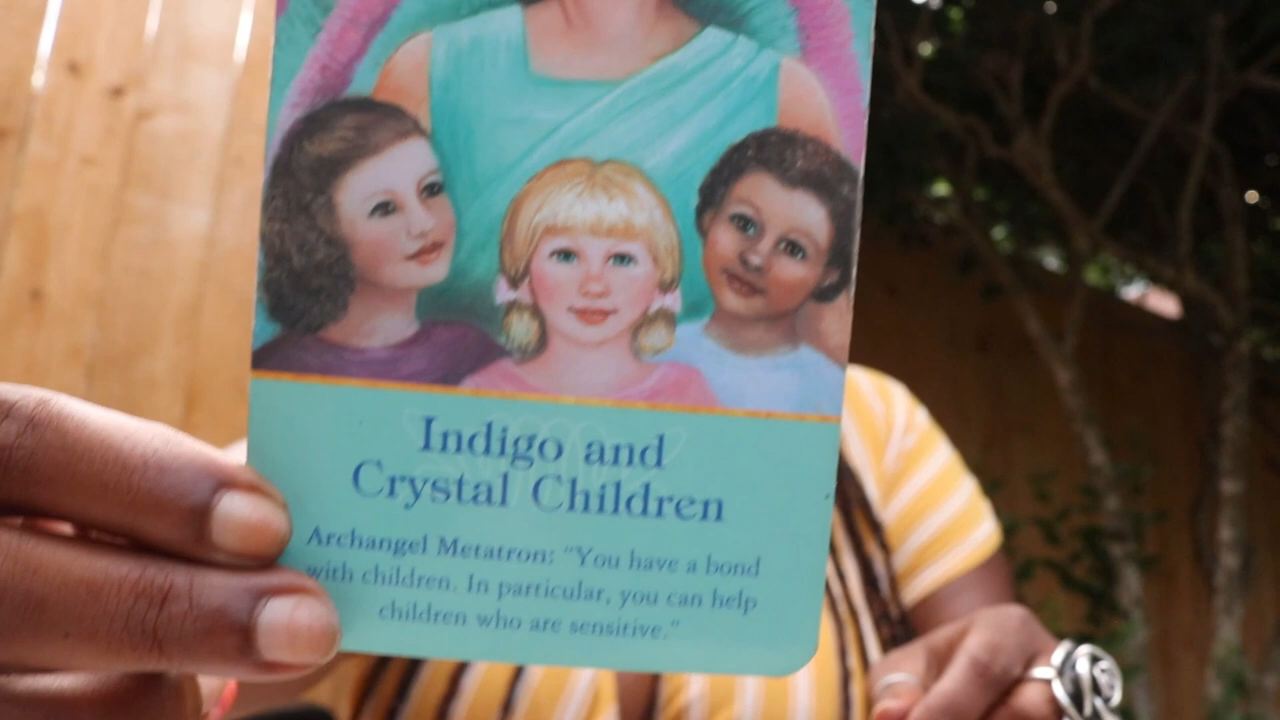 Indigo and
Crystal Children
Archangel Metatron: "You have a bond
with children. In particular, you can help
children who are sensitive."